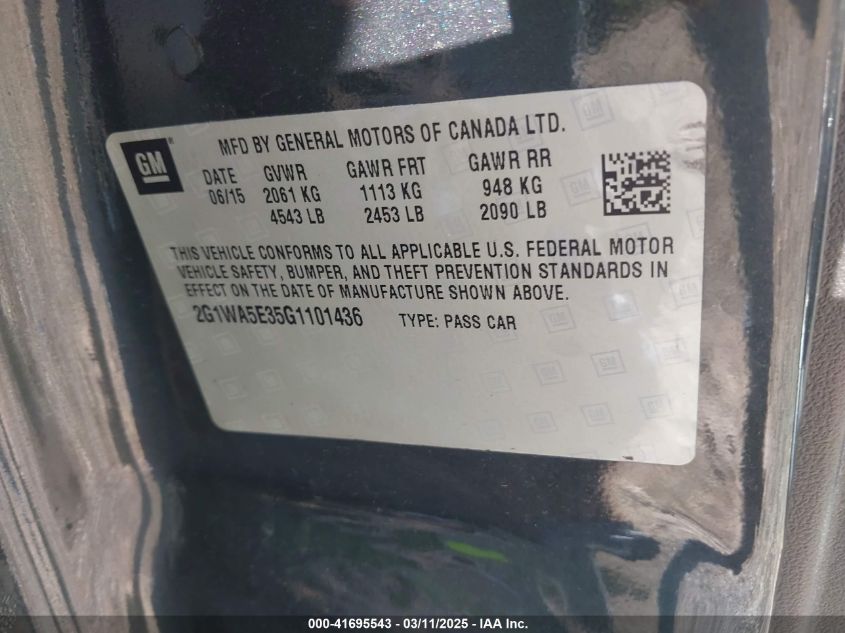 GM
MFD BY GENERAL MOTORS OF CANADA LTD.
DATE GVWR GAWR FRT GAWR RR
06/15 2061 KG 1113 KG 948 KG
4543 LB 2453 LB 2090 LB
THIS VEHICLE CONFORMS TO ALL APPLICABLE U.S. FEDERAL MOTOR
VEHICLE SAFETY, BUMPER, AND THEFT PREVENTION STANDARDS IN
EFFECT ON THE DATE OF MANUFACTURE SHOWN ABOVE.
2G1WA5E35G1101436 TYPE: PASS CAR
000-41695543 - 03/11/2025 - IAA Inc.